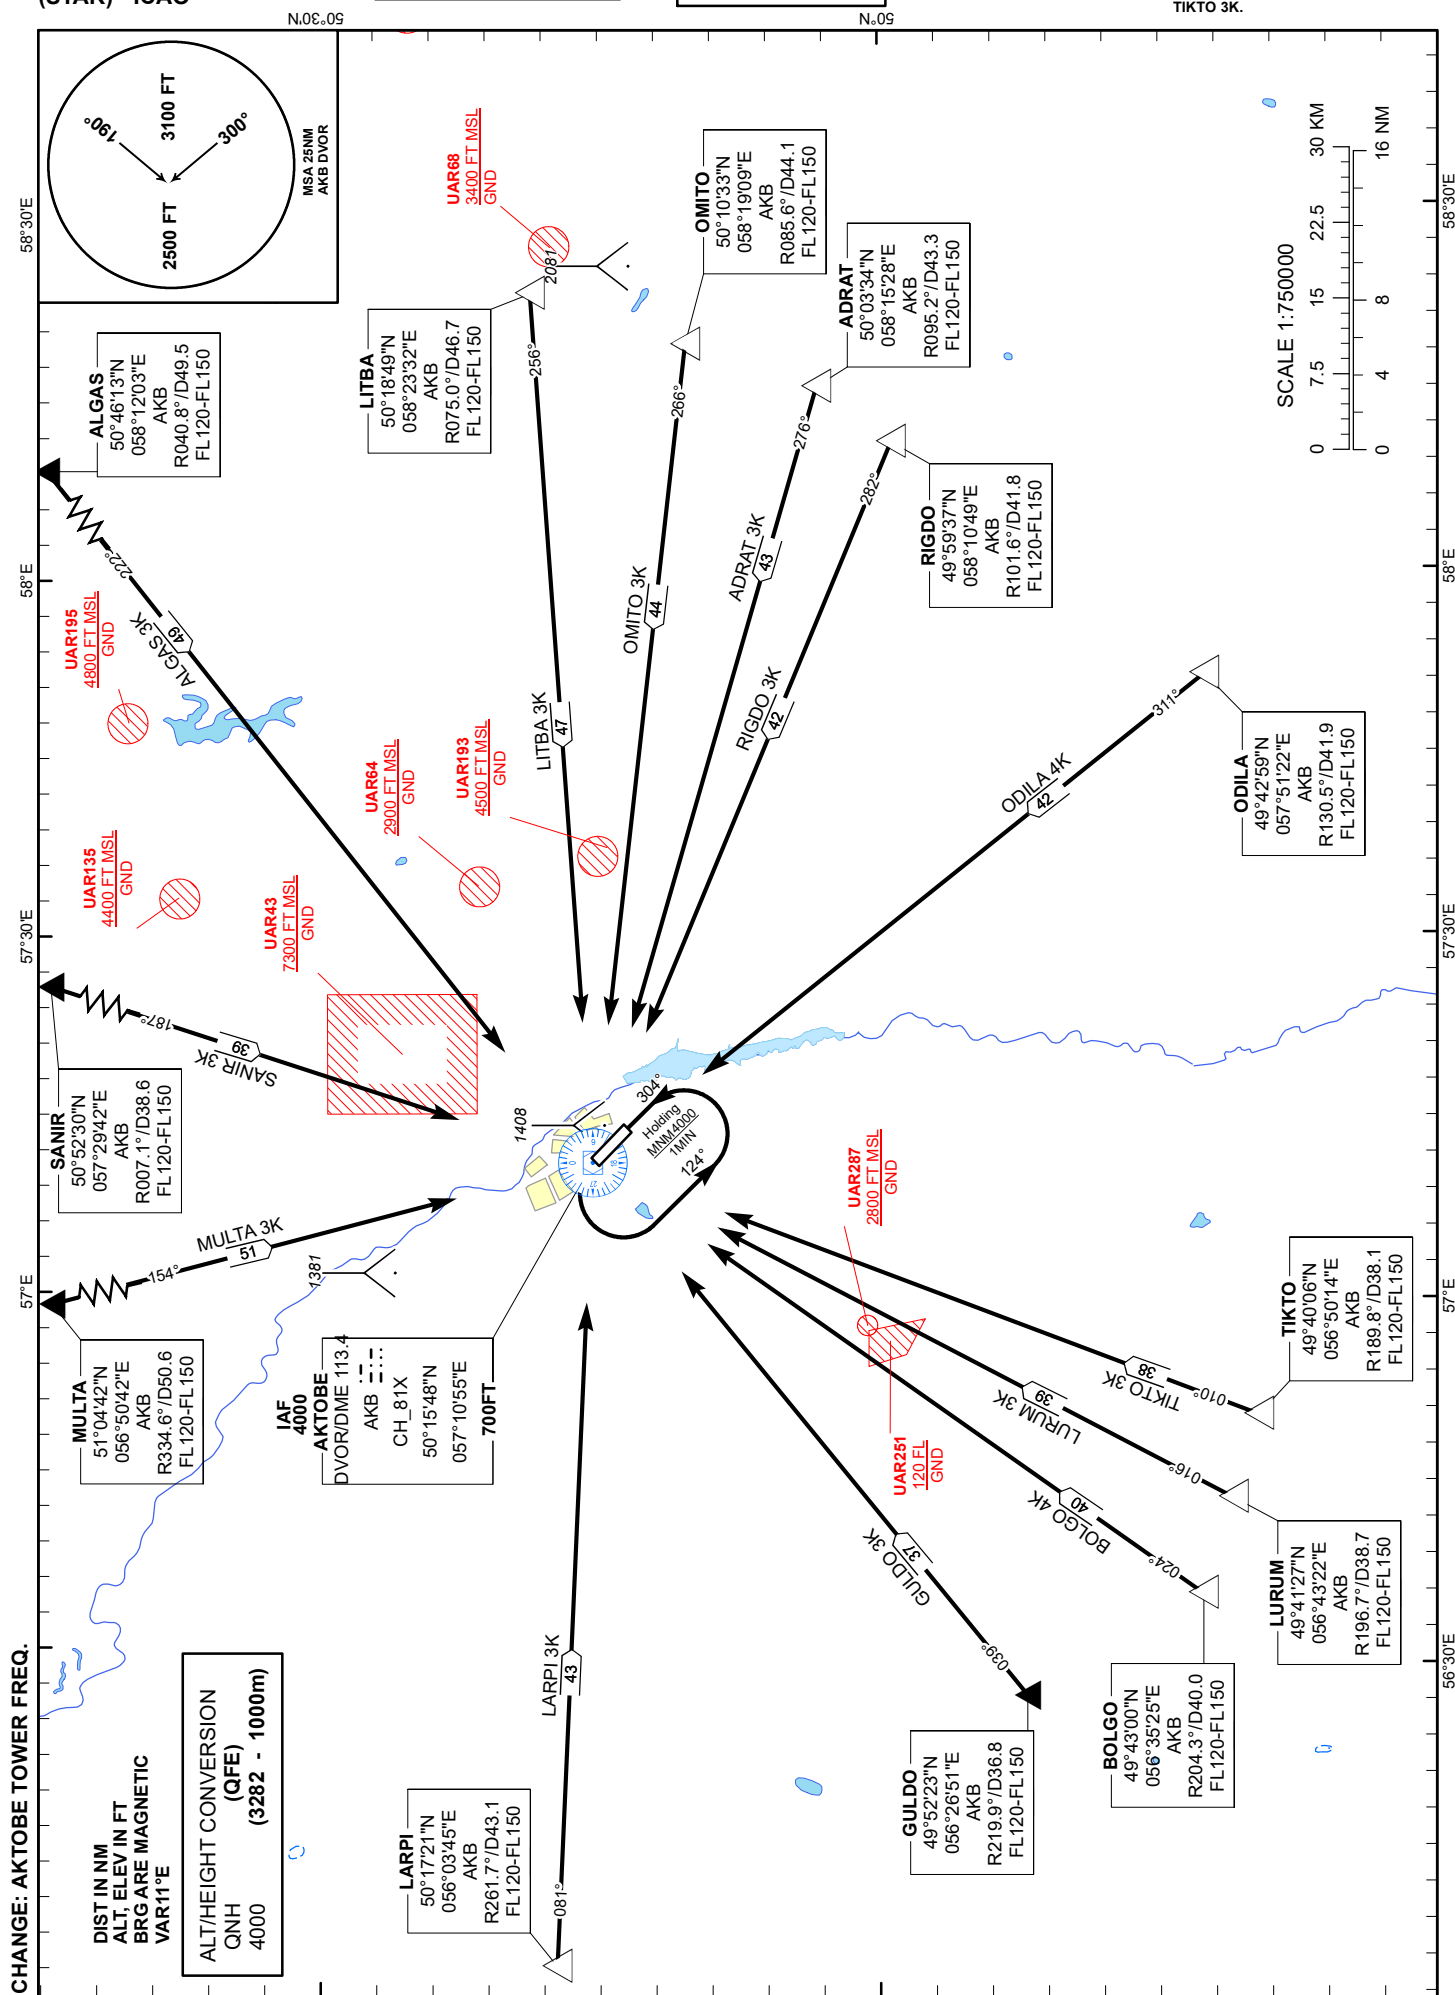 (STAR) - ICAO
TIKTO 3K.
CHANGE: AKTOBE TOWER FREQ.
50°30'N
50°N
58°30'E
58°E
57°30'E
57°E
58°30'E
58°E
57°30'E
57°E
56°30'E
190°
300°
2500 FT
3100 FT
MSA 25NM
AKB DVOR
DIST IN NM
ALT, ELEV IN FT
BRG ARE MAGNETIC
VAR11°E
ALT/HEIGHT CONVERSION
QNH (QFE)
4000 (3282 - 1000m)
MULTA
51°04'42"N
056°50'42"E
AKB
R334.6°/D50.6
FL120-FL150
154°
51
MULTA 3K
SANIR
50°52'30"N
057°29'42"E
AKB
R007.1°/D38.6
FL120-FL150
187°
39
SANIR 3K
ALGAS
50°46'13"N
058°12'03"E
AKB
R040.8°/D49.5
FL120-FL150
222°
49
ALGAS 3K
UAR195
4800 FT MSL
GND
UAR135
4400 FT MSL
GND
UAR43
7300 FT MSL
GND
UAR64
2900 FT MSL
GND
UAR193
4500 FT MSL
GND
UAR68
3400 FT MSL
GND
2081
LITBA
50°18'49"N
058°23'32"E
AKB
R075.0°/D46.7
FL120-FL150
256°
LITBA 3K
47
OMITO
50°10'33"N
058°19'09"E
AKB
R085.6°/D44.1
FL120-FL150
266°
OMITO 3K
44
ADRAT
50°03'34"N
058°15'28"E
AKB
R095.2°/D43.3
FL120-FL150
276°
ADRAT 3K
43
RIGDO
49°59'37"N
058°10'49"E
AKB
R101.6°/D41.8
FL120-FL150
282°
RIGDO 3K
42
ODILA
49°42'59"N
057°51'22"E
AKB
R130.5°/D41.9
FL120-FL150
311°
ODILA 4K
42
SCALE 1:750000
0 7.5 15 22.5 30 KM
0 4 8 16 NM
1381
1408
IAF
4000
AKTOBE
DVOR/DME 113.4
AKB
CH_81X
50°15'48"N
057°10'55"E
700FT
0
9
18
27
304°
Holding
MNM4000
1MIN
124°
LARPI
50°17'21"N
056°03'45"E
AKB
R261.7°/D43.1
FL120-FL150
081°
LARPI 3K
43
GULDO
49°52'23"N
056°26'51"E
AKB
R219.9°/D36.8
FL120-FL150
039°
37
GULDO 3K
BOLGO
49°43'00"N
056°35'25"E
AKB
R204.3°/D40.0
FL120-FL150
024°
40
BOLGO 4K
LURUM
49°41'27"N
056°43'22"E
AKB
R196.7°/D38.7
FL120-FL150
016°
39
LURUM 3K
TIKTO
49°40'06"N
056°50'14"E
AKB
R189.8°/D38.1
FL120-FL150
010°
38
TIKTO 3K
UAR287
2800 FT MSL
GND
UAR251
120 FL
GND